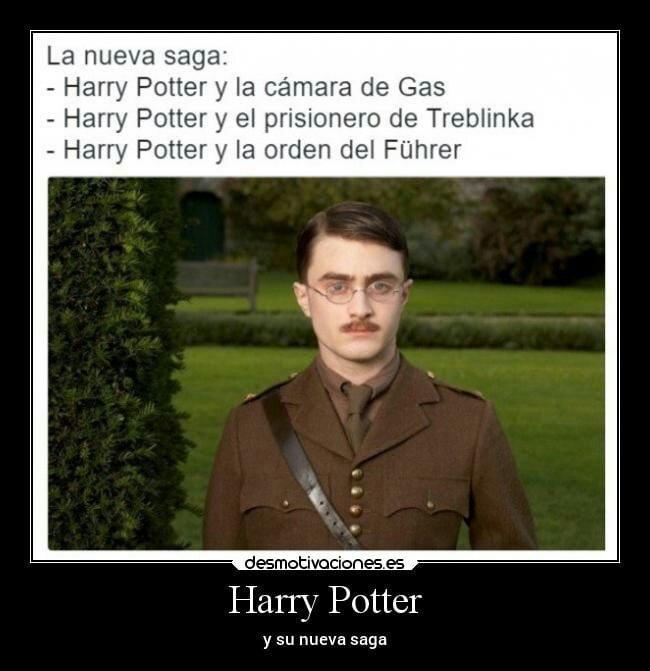 La nueva saga:
- Harry Potter y la cámara de Gas
- Harry Potter y el prisionero de Treblinka
- Harry Potter y la orden del Führer
desmotivaciones.es
Harry Potter
y su nueva saga